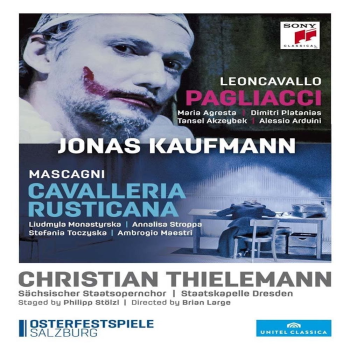 SONY
CLASSICAL
LEONCAVALLO
PAGLIACCI
Maria Agresta | Dimitri Platanias
Tansel Akzeybek | Alessio Arduini
JONAS KAUFMANN
MASCAGNI
CAVALLERIA
RUSTICANA
Liudmyla Monastyrska | Annalisa Stroppa
Stefania Toczyska | Ambrogio Maestri
CHRISTIAN THIELEMANN
Sächsischer Staatsopernchor | Staatskapelle Dresden
Staged by Philipp Stölzl | Directed by Brian Large
OSTERFESTSPIELE
SALZBURG
UNITEL CLASSICA